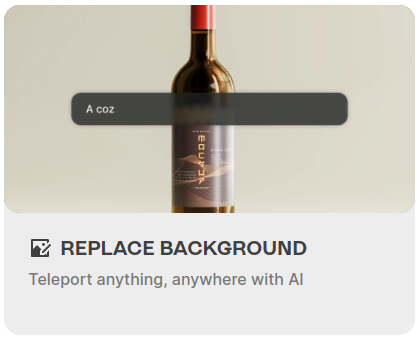 A coz
REPLACE BACKGROUND
Teleport anything, anywhere with AI